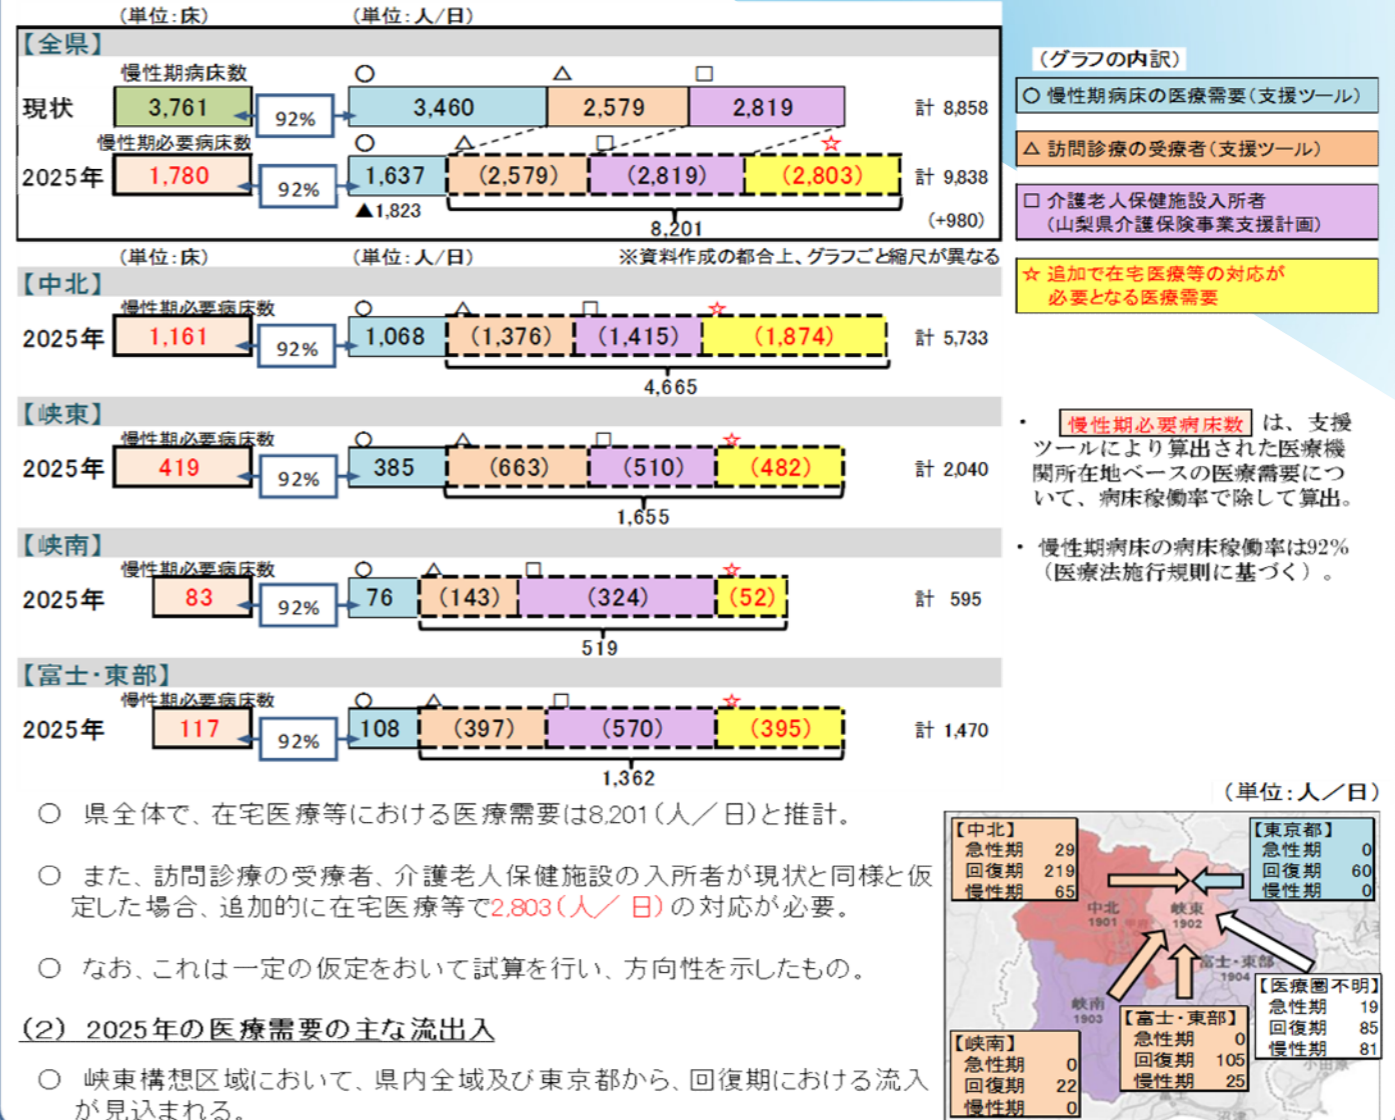 (単位：床) (単位：人/日)
【全県】
慢性期病床数 ○ △ □
現状 3,761 92% 3,460 2,579 2,819 計 8,858
慢性期必要病床数 ○ △ □ ☆
2025年 1,780 92% 1,637 (2,579) (2,819) (2,803) 計 9,838
▲1,823 8,201 (+980)
(単位：床) (単位：人/日) ※資料作成の都合上、グラフごと縮尺が異なる
【中北】
慢性期必要病床数 ○ △ □ ☆
2025年 1,161 92% 1,068 (1,376) (1,415) (1,874) 計 5,733
4,665
【峡東】
慢性期必要病床数 ○ △ □ ☆
2025年 419 92% 385 (663) (510) (482) 計 2,040
1,655
【峡南】
慢性期必要病床数 ○ △ □ ☆
2025年 83 92% 76 (143) (324) (52) 計 595
519
【富士・東部】
慢性期必要病床数 ○ △ □ ☆
2025年 117 92% 108 (397) (570) (395) 計 1,470
1,362
(グラフの内訳)
○ 慢性期病床の医療需要(支援ツール)
△ 訪問診療の受療者(支援ツール)
□ 介護老人保健施設入所者
(山梨県介護保険事業支援計画)
☆ 追加で在宅医療等の対応が
必要となる医療需要
・ 慢性期必要病床数 は、支援
ツールにより算出された医療機
関所在地ベースの医療需要につ
いて、病床稼働率で除して算出。
・ 慢性期病床の病床稼働率は92%
(医療法施行規則に基づく)。
○ 県全体で、在宅医療等における医療需要は8,201(人／日)と推計。
○ また、訪問診療の受療者、介護老人保健施設の入所者が現状と同様と仮
定した場合、追加的に在宅医療等で2,803(人／ 日)の対応が必要。
○ なお、これは一定の仮定をおいて試算を行い、方向性を示したもの。
(2) 2025年の医療需要の主な流出入
○ 峡東構想区域において、県内全域及び東京都から、回復期における流入
が見込まれる。
(単位：人／日)
【中北】
急性期 29
回復期 219
慢性期 65
【東京都】
急性期 0
回復期 60
慢性期 0
中北
1901
甲府
峡東
1902
富士・東部
1904
峡南
1903
【医療圏不明】
急性期 19
回復期 85
慢性期 81
【富士・東部】
急性期 0
回復期 105
慢性期 25
【峡南】
急性期 0
回復期 22
慢性期 0
小田原
富士
沼津